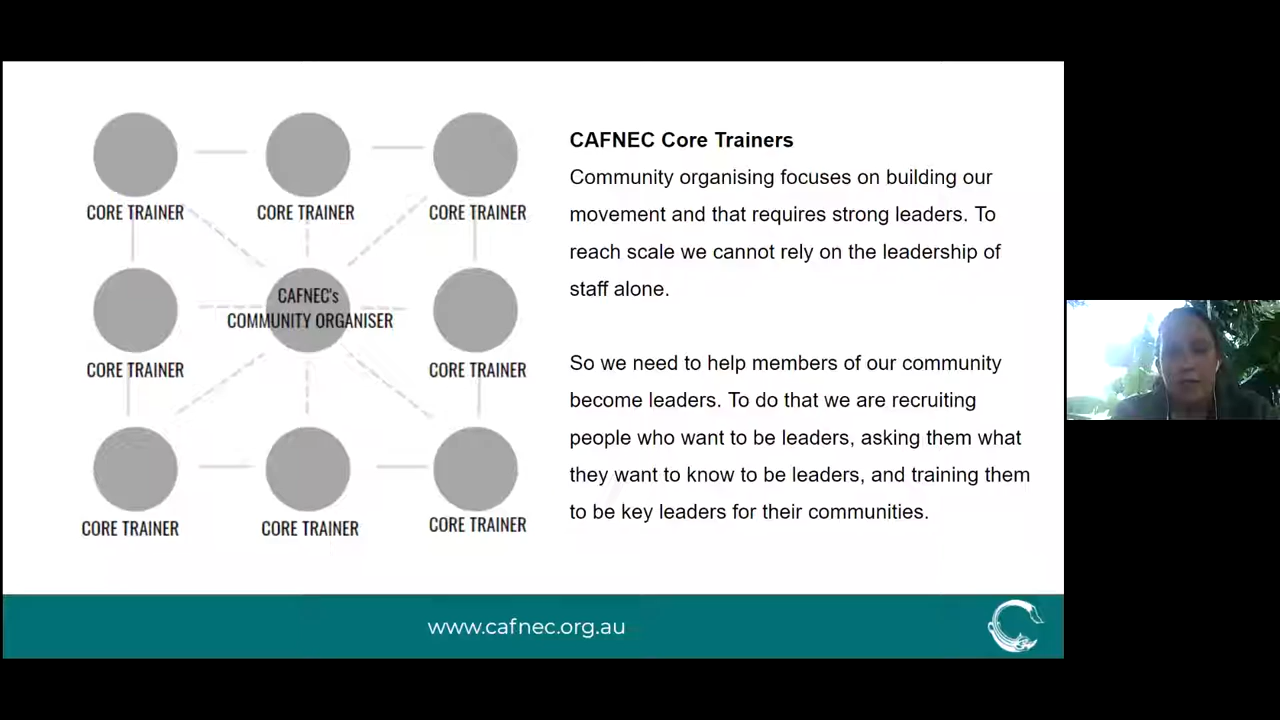 CORE TRAINER
CORE TRAINER
CORE TRAINER
CAFNEC's
COMMUNITY ORGANISER
CORE TRAINER
CORE TRAINER
CORE TRAINER
CORE TRAINER
CORE TRAINER
CAFNEC Core Trainers
Community organising focuses on building our
movement and that requires strong leaders. To
reach scale we cannot rely on the leadership of
staff alone.
So we need to help members of our community
become leaders. To do that we are recruiting
people who want to be leaders, asking them what
they want to know to be leaders, and training them
to be key leaders for their communities.
www.cafnec.org.au